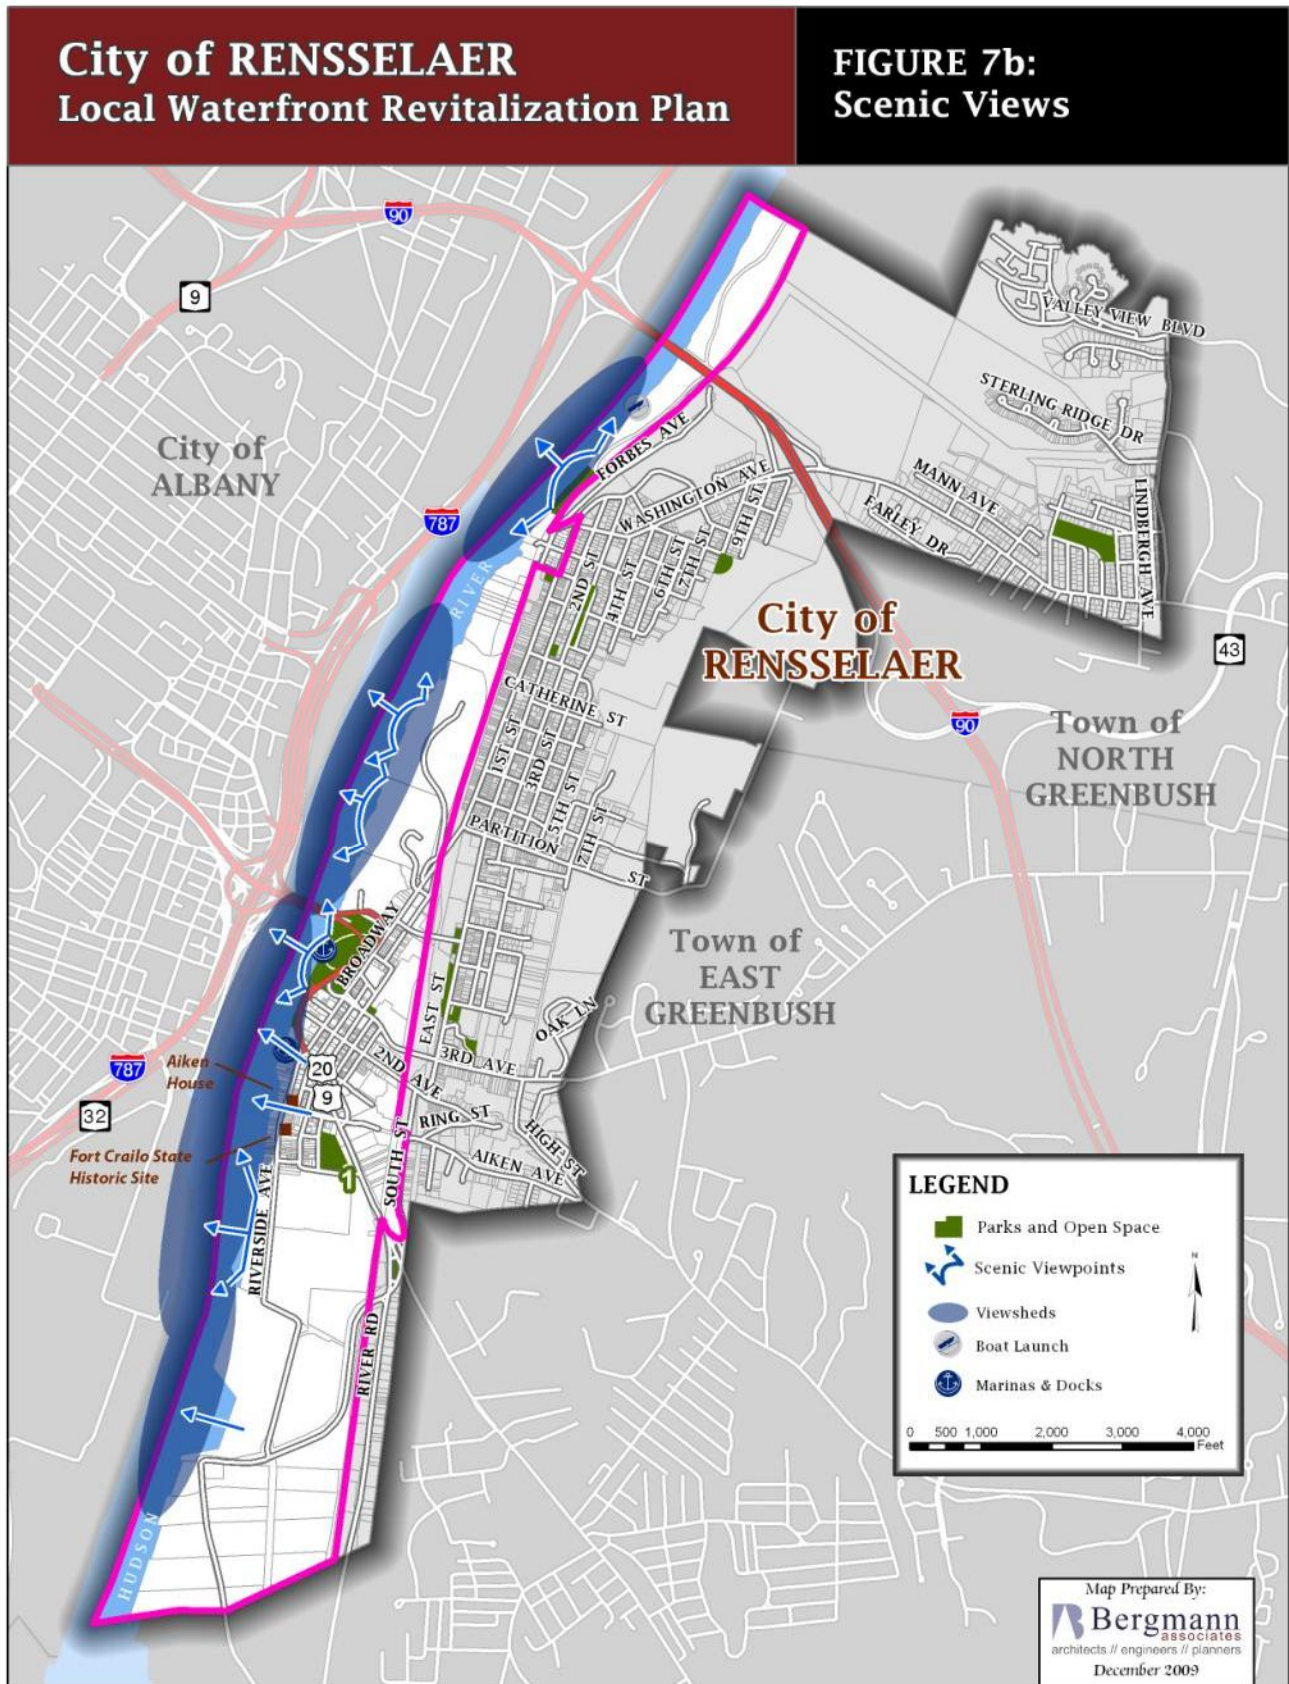 City of RENSSELAER
Local Waterfront Revitalization Plan
FIGURE 7b:
Scenic Views
90
9
VALLEY VIEW BLVD
STERLING RIDGE DR
City of
ALBANY
FORBES AVE
WASHINGTON AVE
9TH ST
MANN AVE
FARLEY DR
LINDBERGH AVE
787
RIVER
2ND ST
4TH ST
6TH ST
7TH ST
City of
RENSSELAER
43
CATHERINE ST
90
Town of
NORTH
GREENBUSH
1ST ST
3RD ST
5TH ST
7TH ST
PARTITION ST
BROADWAY
Town of
EAST
GREENBUSH
EAST ST
OAK LN
3RD AVE
2ND AVE
787
Aiken
House
20
9
32
RING ST
HIGH ST
AIKEN AVE
SOUTH ST
Fort Crailo State
Historic Site
1
RIVERSIDE AVE
RIVER RD
HUDSON
LEGEND
Parks and Open Space
Scenic Viewpoints
N
Viewsheds
Boat Launch
Marinas & Docks
0 500 1,000 2,000 3,000 4,000
Feet
Map Prepared By:
Bergmann
associates
architects // engineers // planners
December 2009